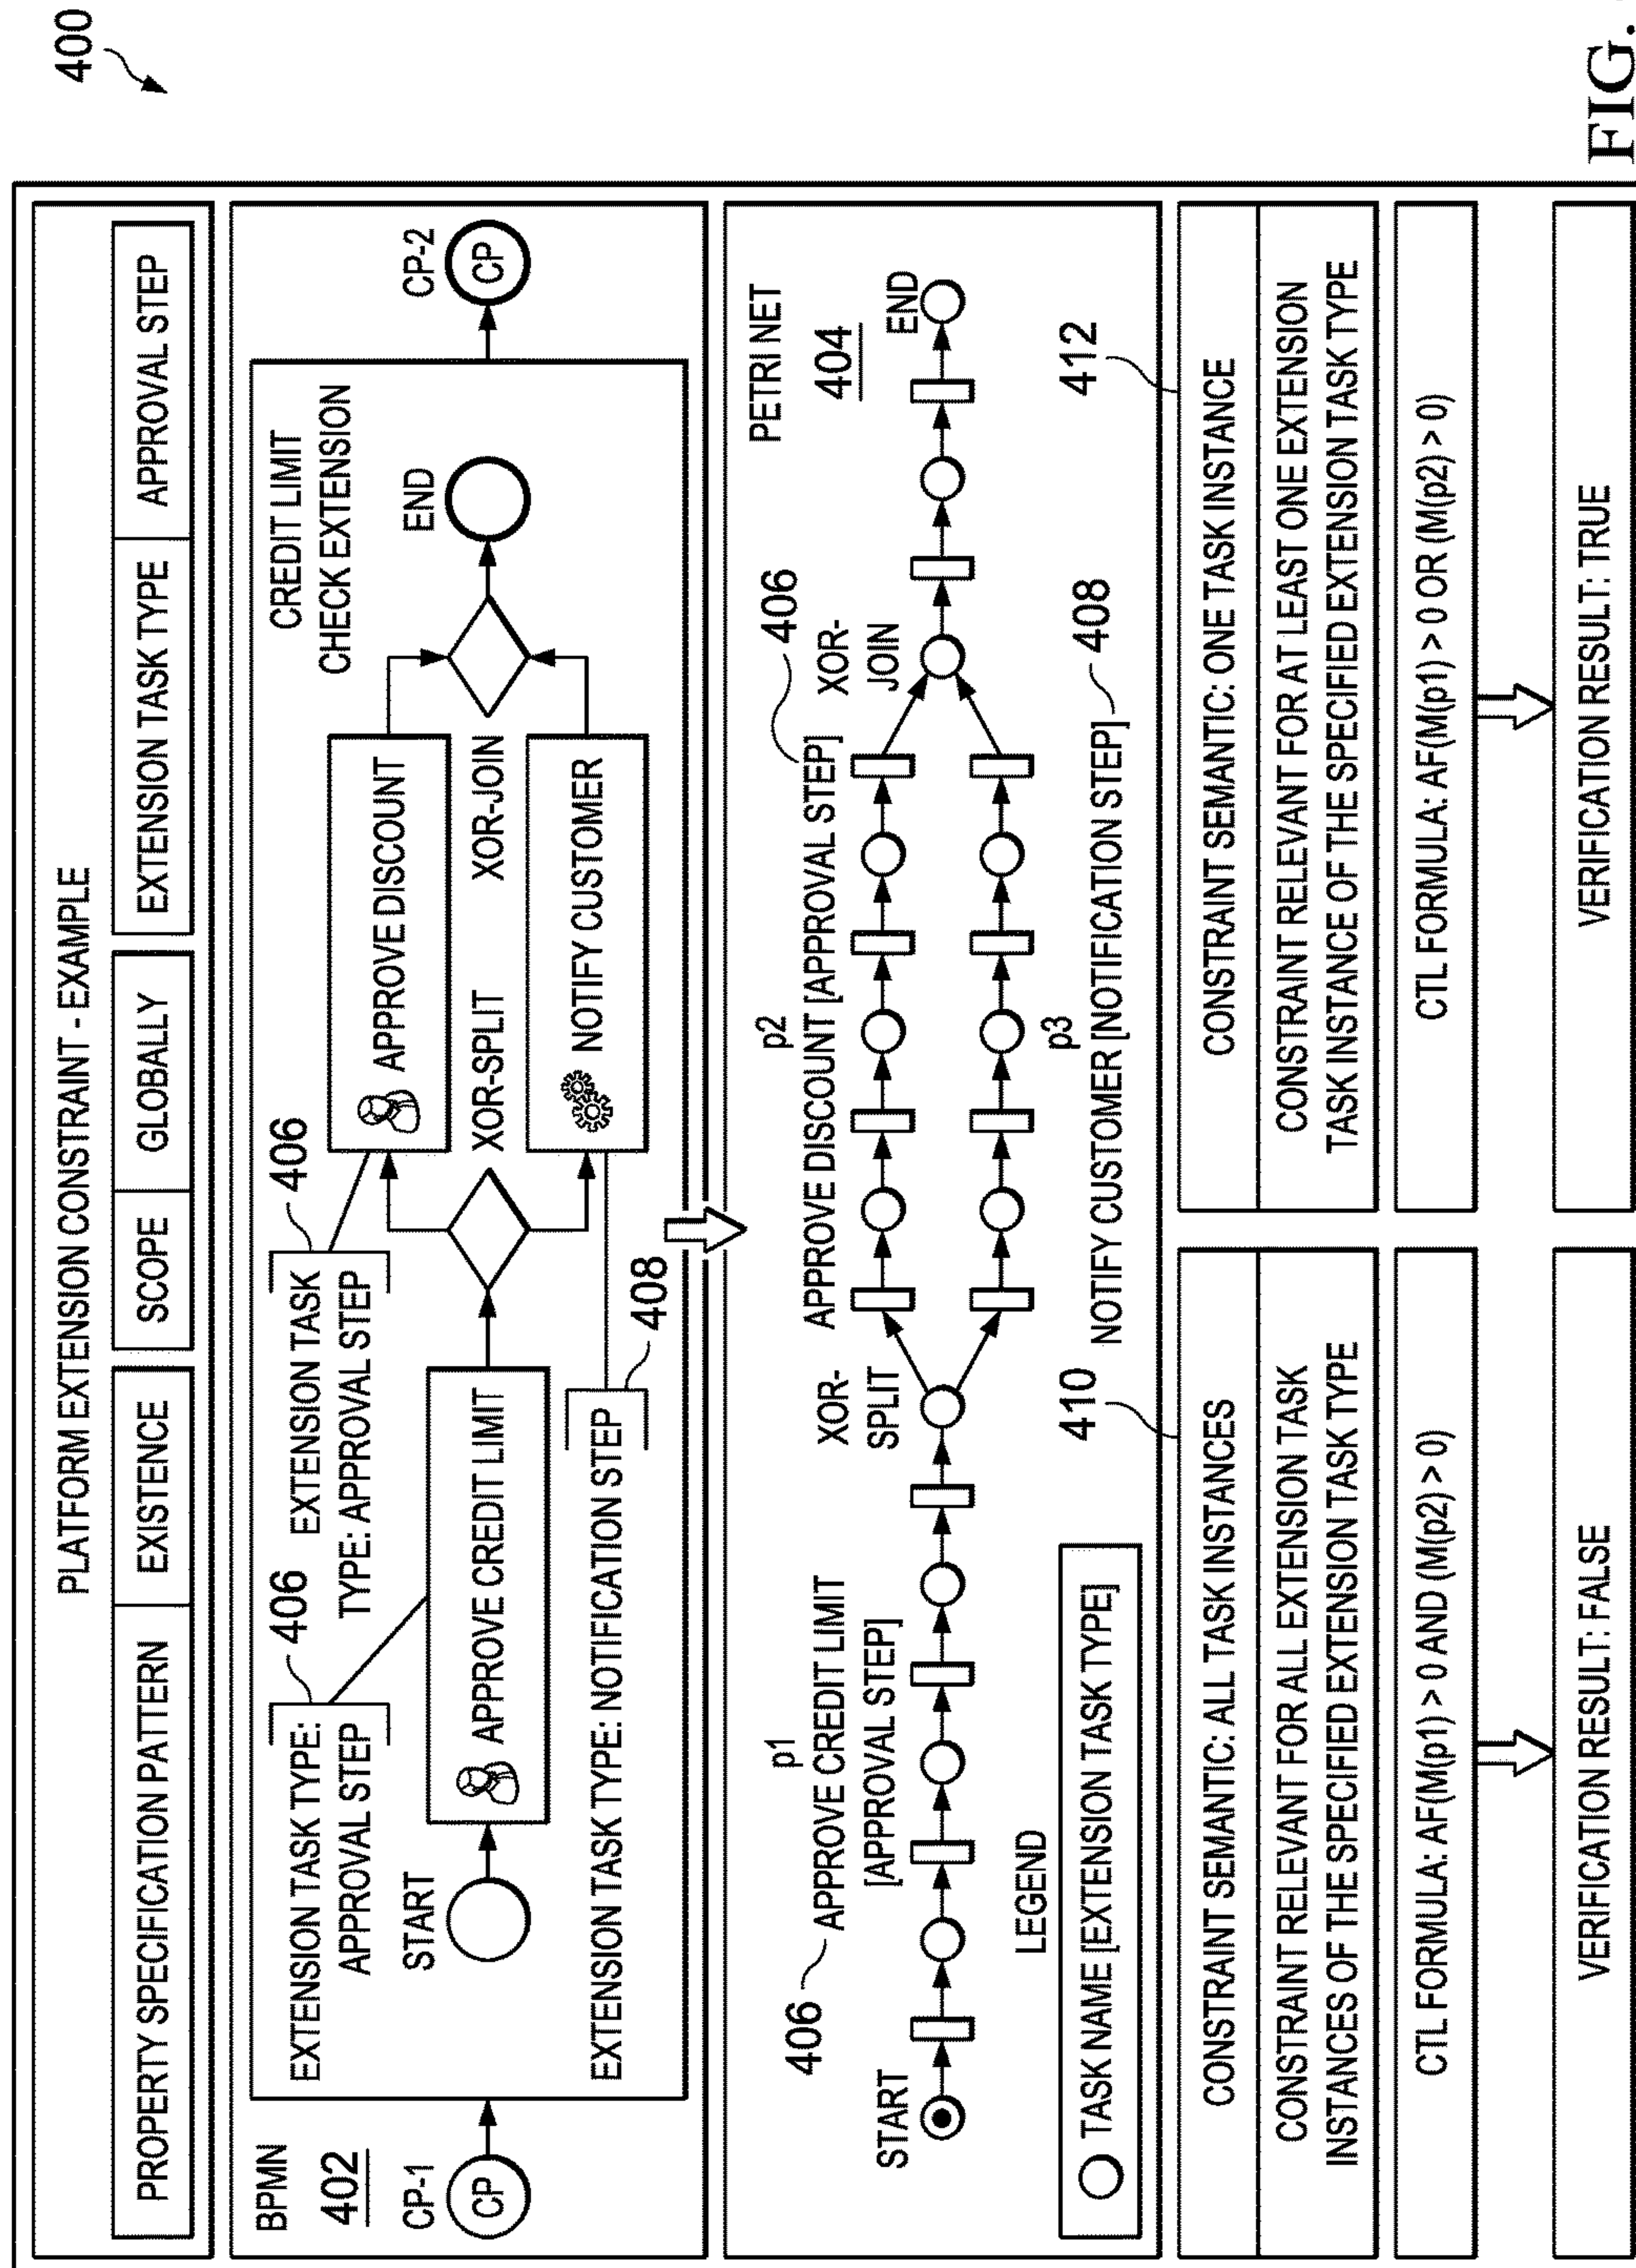 400
PLATFORM EXTENSION CONSTRAINT - EXAMPLE
PROPERTY SPECIFICATION PATTERN
EXISTENCE
SCOPE
GLOBALLY
EXTENSION TASK TYPE
APPROVAL STEP
BPMN
402
CP-1
CP
EXTENSION TASK TYPE:
APPROVAL STEP
406
EXTENSION TASK
TYPE: APPROVAL STEP
406
CREDIT LIMIT
CHECK EXTENSION
START
APPROVE CREDIT LIMIT
XOR-SPLIT
APPROVE DISCOUNT
NOTIFY CUSTOMER
XOR-JOIN
END
CP-2
CP
EXTENSION TASK TYPE: NOTIFICATION STEP
408
PETRI NET
404
START
406
p1
APPROVE CREDIT LIMIT
[APPROVAL STEP]
XOR-
SPLIT
p2
APPROVE DISCOUNT [APPROVAL STEP]
406
XOR-
JOIN
END
p3
NOTIFY CUSTOMER [NOTIFICATION STEP]
408
LEGEND
TASK NAME [EXTENSION TASK TYPE]
410
412
CONSTRAINT SEMANTIC: ALL TASK INSTANCES
CONSTRAINT RELEVANT FOR ALL EXTENSION TASK
INSTANCES OF THE SPECIFIED EXTENSION TASK TYPE
CTL FORMULA: AF(M(p1) > 0 AND (M(p2) > 0)
VERIFICATION RESULT: FALSE
CONSTRAINT SEMANTIC: ONE TASK INSTANCE
CONSTRAINT RELEVANT FOR AT LEAST ONE EXTENSION
TASK INSTANCE OF THE SPECIFIED EXTENSION TASK TYPE
CTL FORMULA: AF(M(p1) > 0 OR (M(p2) > 0)
VERIFICATION RESULT: TRUE
FIG.